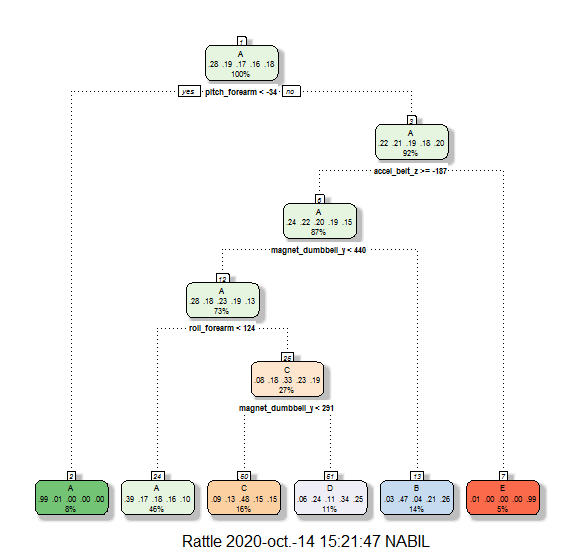 1
A
.28 .19 .17 .16 .18
100%
yes pitch_forearm < -34 no
3
A
.22 .21 .19 .18 .20
92%
accel_belt_z >= -187
6
A
.24 .22 .20 .19 .15
87%
magnet_dumbbell_y < 440
12
A
.28 .18 .23 .19 .13
73%
roll_forearm < 124
25
C
.08 .18 .33 .23 .19
27%
magnet_dumbbell_y < 291
2
A
.99 .01 .00 .00 .00
8%
24
A
.39 .17 .18 .16 .10
46%
50
C
.09 .13 .48 .15 .15
16%
51
D
.06 .24 .11 .34 .25
11%
13
B
.03 .47 .04 .21 .26
14%
7
E
.01 .00 .00 .00 .99
5%
Rattle 2020-oct.-14 15:21:47 NABIL